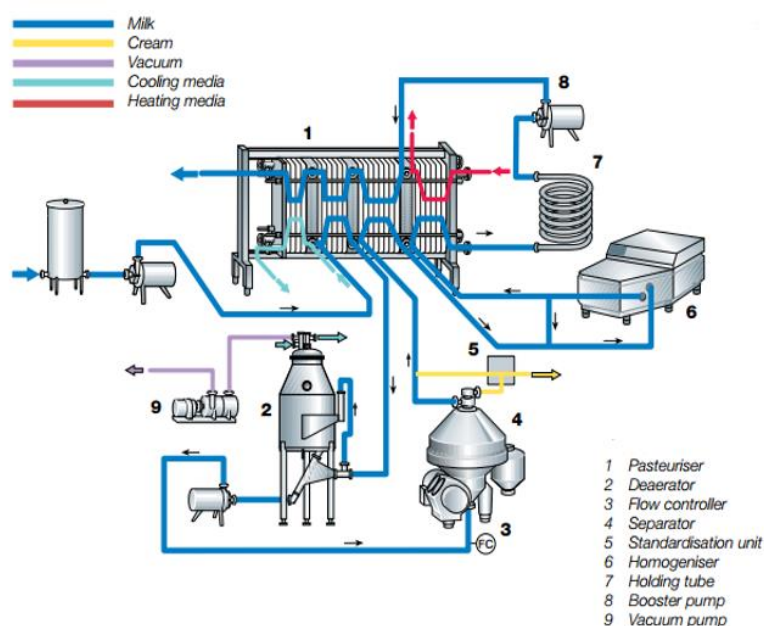 Milk
Cream
Vacuum
Cooling media
Heating media
1
8
7
6
5
9
2
4
3
FC
1 Pasteuriser
2 Deaerator
3 Flow controller
4 Separator
5 Standardisation unit
6 Homogeniser
7 Holding tube
8 Booster pump
9 Vacuum pump